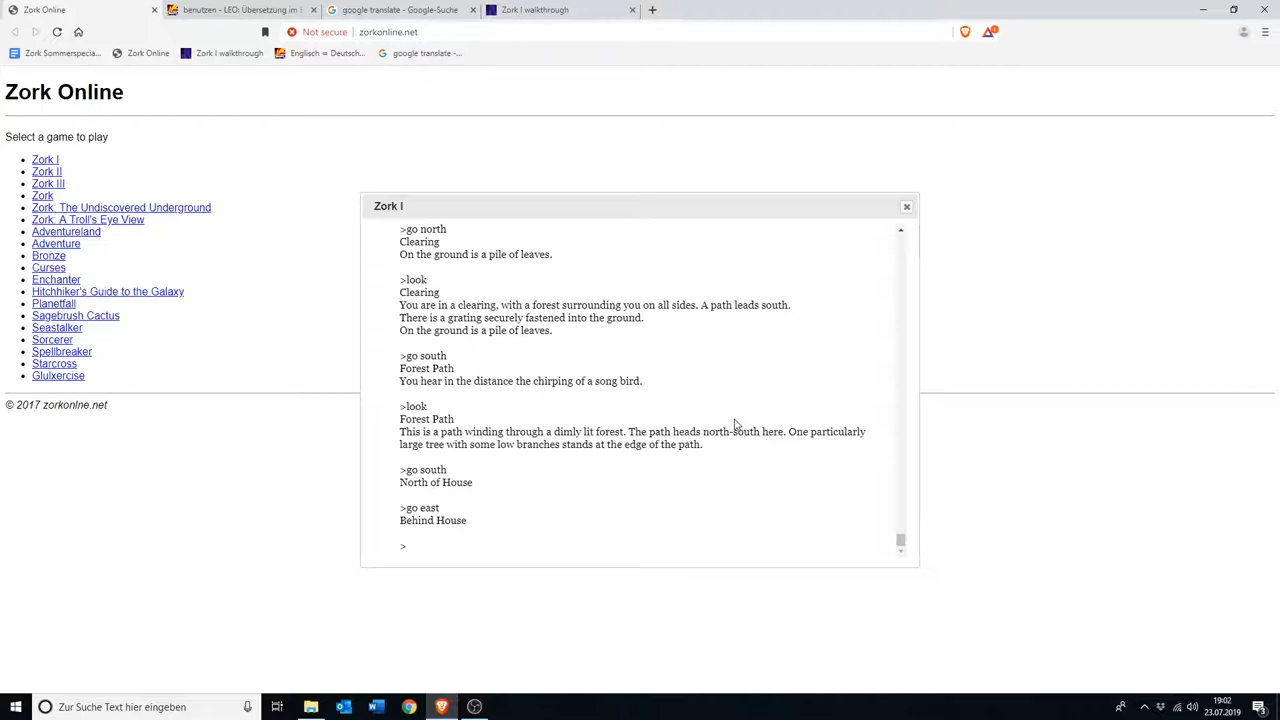 Zork Online
benutzen - LEO: Übersetzung im E
google translate - Google-Suche
Zork I walkthrough
Not secure
zorkonline.net
1
Zork Sommerspecia...
Zork Online
Zork I walkthrough
Englisch ⇔ Deutsch...
google translate -...
Zork Online
Select a game to play
Zork I
Zork II
Zork III
Zork
Zork: The Undiscovered Underground
Zork: A Troll's Eye View
Adventureland
Adventure
Bronze
Curses
Enchanter
Hitchhiker's Guide to the Galaxy
Planetfall
Sagebrush Cactus
Seastalker
Sorcerer
Spellbreaker
Starcross
Glulxercise
© 2017 zorkonlne.net
Zork I
>go north
Clearing
On the ground is a pile of leaves.
>look
Clearing
You are in a clearing, with a forest surrounding you on all sides. A path leads south.
There is a grating securely fastened into the ground.
On the ground is a pile of leaves.
>go south
Forest Path
You hear in the distance the chirping of a song bird.
>look
Forest Path
This is a path winding through a dimly lit forest. The path heads north-south here. One particularly
large tree with some low branches stands at the edge of the path.
>go south
North of House
>go east
Behind House
>
Zur Suche Text hier eingeben
19:02
23.07.2019
3